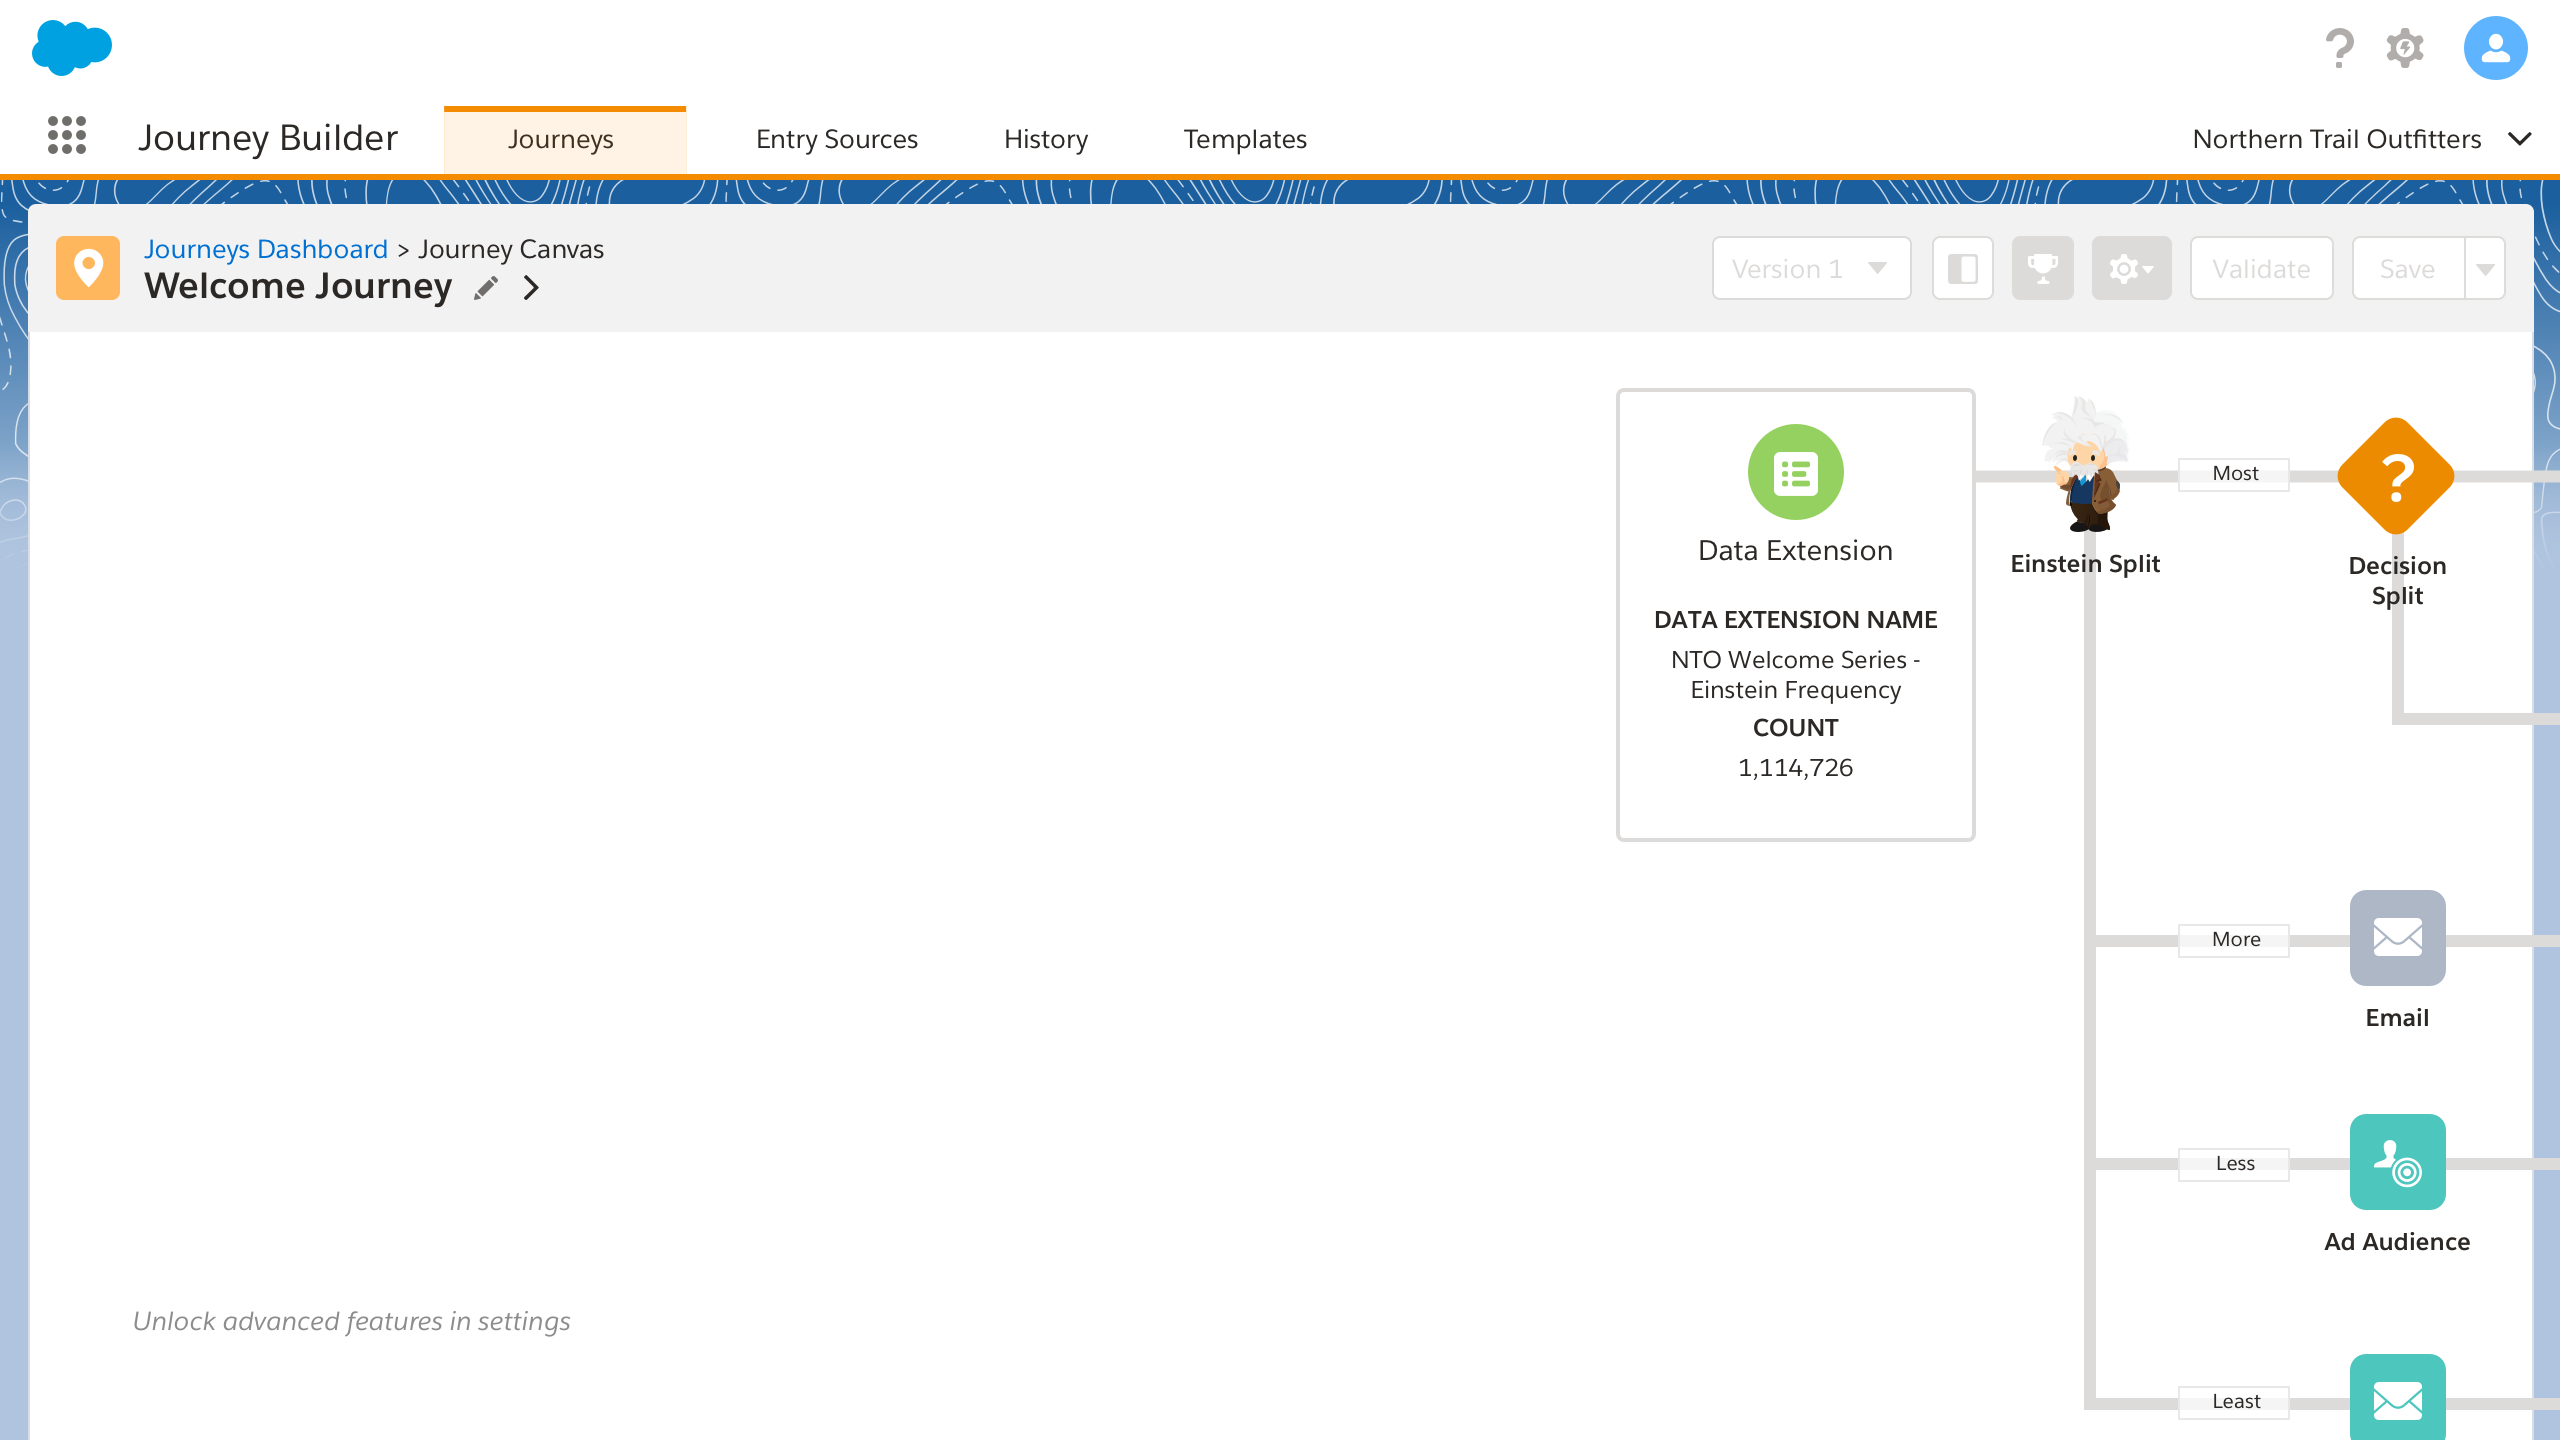 Journey Builder
Journeys
Entry Sources
History
Templates
Northern Trail Outfitters
Journeys Dashboard > Journey Canvas
Welcome Journey
Version 1
Validate
Save
Data Extension
DATA EXTENSION NAME
NTO Welcome Series -
Einstein Frequency
COUNT
1,114,726
Einstein Split
Most
Decision
Split
More
Email
Less
Ad Audience
Least
Unlock advanced features in settings